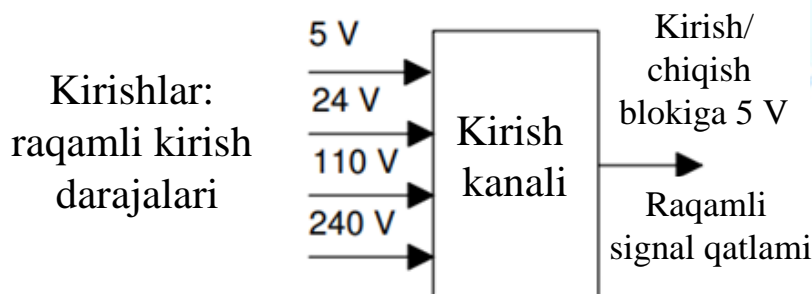 Kirishlar:
raqamli kirish
darajalari
5 V
24 V
110 V
240 V
Kirish
kanali
Kirish/
chiqish
blokiga 5 V
Raqamli
signal qatlami